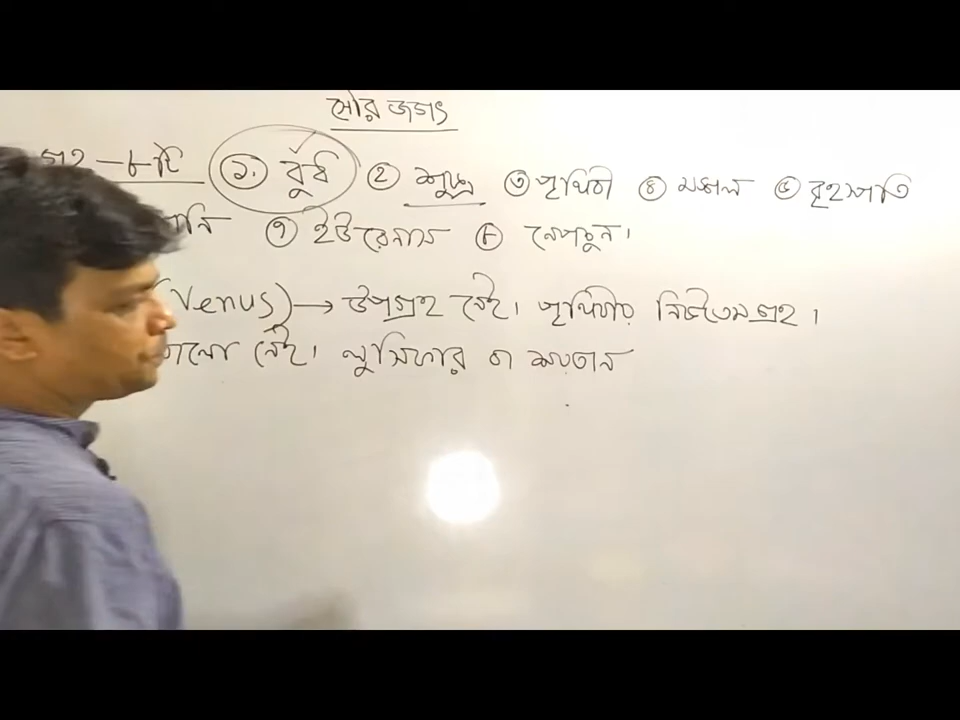 সৌর জগৎ
গ্রহ – ৮টি ১. বুধ ২ শুক্র ৩ পৃথিবী ৪ মঙ্গল ৫ বৃহস্পতি
৭ ইউরেনাস ৮ নেপচুন।
(Venus) → উপগ্রহ নেই। পৃথিবীর নিকটতম গ্রহ।
নেই। লুসিফার বা শয়তান